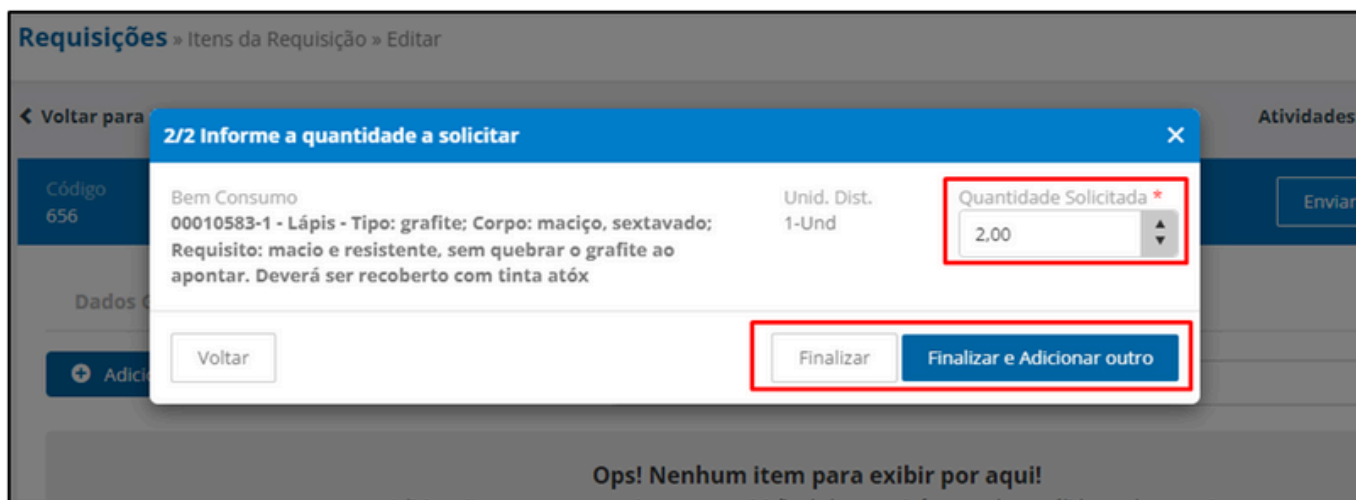 Requisições » Itens da Requisição » Editar
Voltar para
Atividades
2/2 Informe a quantidade a solicitar
Código
656
Enviar
Bem Consumo
00010583-1 - Lápis - Tipo: grafite; Corpo: maciço, sextavado;
Requisito: macio e resistente, sem quebrar o grafite ao
apontar. Deverá ser recoberto com tinta atóx
Unid. Dist.
1-Und
Quantidade Solicitada *
2,00
Dados
Voltar
Finalizar
Finalizar e Adicionar outro
Ops! Nenhum item para exibir por aqui!